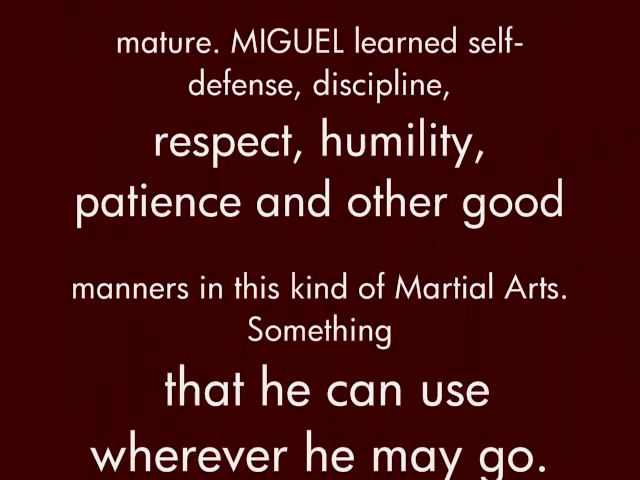 mature. MIGUEL learned self-
defense, discipline,
respect, humility,
patience and other good
manners in this kind of Martial Arts.
Something
that he can use
wherever he may go.